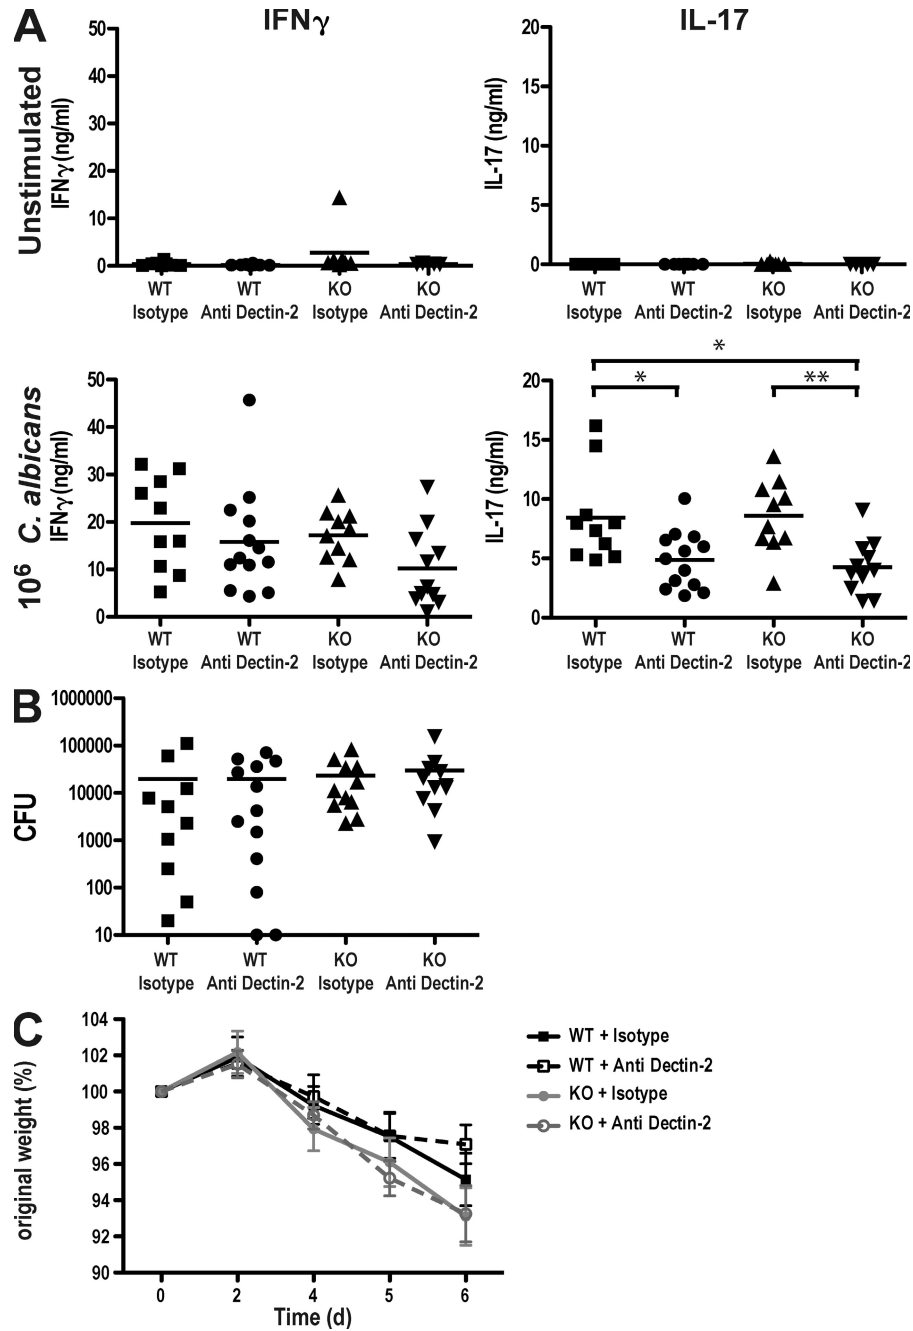 A
IFNγ
IL-17
Unstimulated
IFNγ (ng/ml)
50
40
30
20
10
0
WT
Isotype
WT
Anti Dectin-2
KO
Isotype
KO
Anti Dectin-2
IL-17 (ng/ml)
20
15
10
5
0
WT
Isotype
WT
Anti Dectin-2
KO
Isotype
KO
Anti Dectin-2
10⁶ C. albicans
IFNγ (ng/ml)
50
40
30
20
10
0
WT
Isotype
WT
Anti Dectin-2
KO
Isotype
KO
Anti Dectin-2
*
*
**
IL-17 (ng/ml)
20
15
10
5
0
WT
Isotype
WT
Anti Dectin-2
KO
Isotype
KO
Anti Dectin-2
B
CFU
1000000
100000
10000
1000
100
10
WT
Isotype
WT
Anti Dectin-2
KO
Isotype
KO
Anti Dectin-2
C
original weight (%)
104
102
100
98
96
94
92
90
0
2
4
5
6
Time (d)
WT + Isotype
WT + Anti Dectin-2
KO + Isotype
KO + Anti Dectin-2